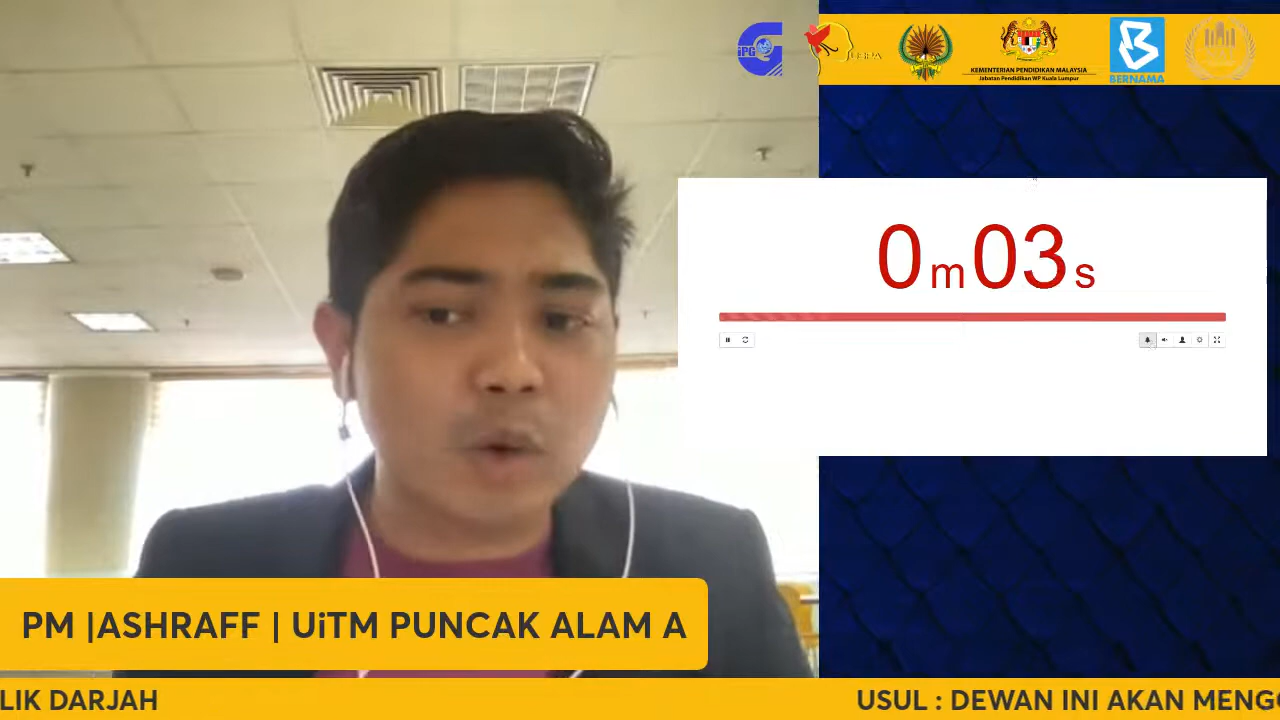 iPG
KEMENTERIAN PENDIDIKAN MALAYSIA
Jabatan Pendidikan WP Kuala Lumpur
BERNAMA
0m03s
PM |ASHRAFF | UiTM PUNCAK ALAM A
LIK DARJAH
USUL : DEWAN INI AKAN MENGG